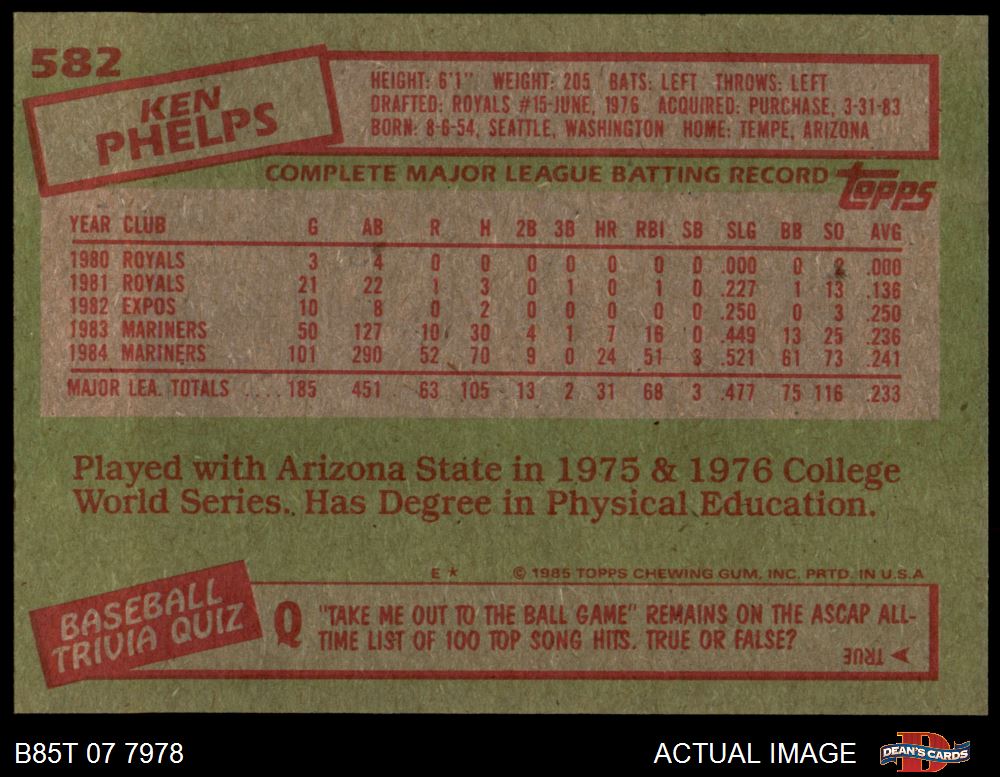 582
KEN
PHELPS
HEIGHT: 6'1" WEIGHT: 205 BATS: LEFT THROWS: LEFT
DRAFTED: ROYALS #15-JUNE, 1976 ACQUIRED: PURCHASE, 3-31-83
BORN: 8-6-54, SEATTLE, WASHINGTON HOME: TEMPE, ARIZONA
COMPLETE MAJOR LEAGUE BATTING RECORD
topps
YEAR CLUB G AB R H 2B 3B HR RBI SB SLG BB SO AVG
1980 ROYALS 3 4 0 0 0 0 0 0 0 .000 0 2 .000
1981 ROYALS 21 22 1 3 0 1 0 1 0 .227 1 13 .136
1982 EXPOS 10 8 0 2 0 0 0 0 0 .250 0 3 .250
1983 MARINERS 50 127 10 30 4 1 7 16 0 .449 13 25 .236
1984 MARINERS 101 290 52 70 9 0 24 51 3 .521 61 73 .241
MAJOR LEA. TOTALS .... 185 451 63 105 13 2 31 68 3 .477 75 116 .233
Played with Arizona State in 1975 & 1976 College
World Series. Has Degree in Physical Education.
E * © 1985 TOPPS CHEWING GUM, INC. PRTD. IN U.S.A
BASEBALL
TRIVIA QUIZ
Q "TAKE ME OUT TO THE BALL GAME" REMAINS ON THE ASCAP ALL-
TIME LIST OF 100 TOP SONG HITS. TRUE OR FALSE?
TRUE
B85T 07 7978
ACTUAL IMAGE
DEAN'S CARDS